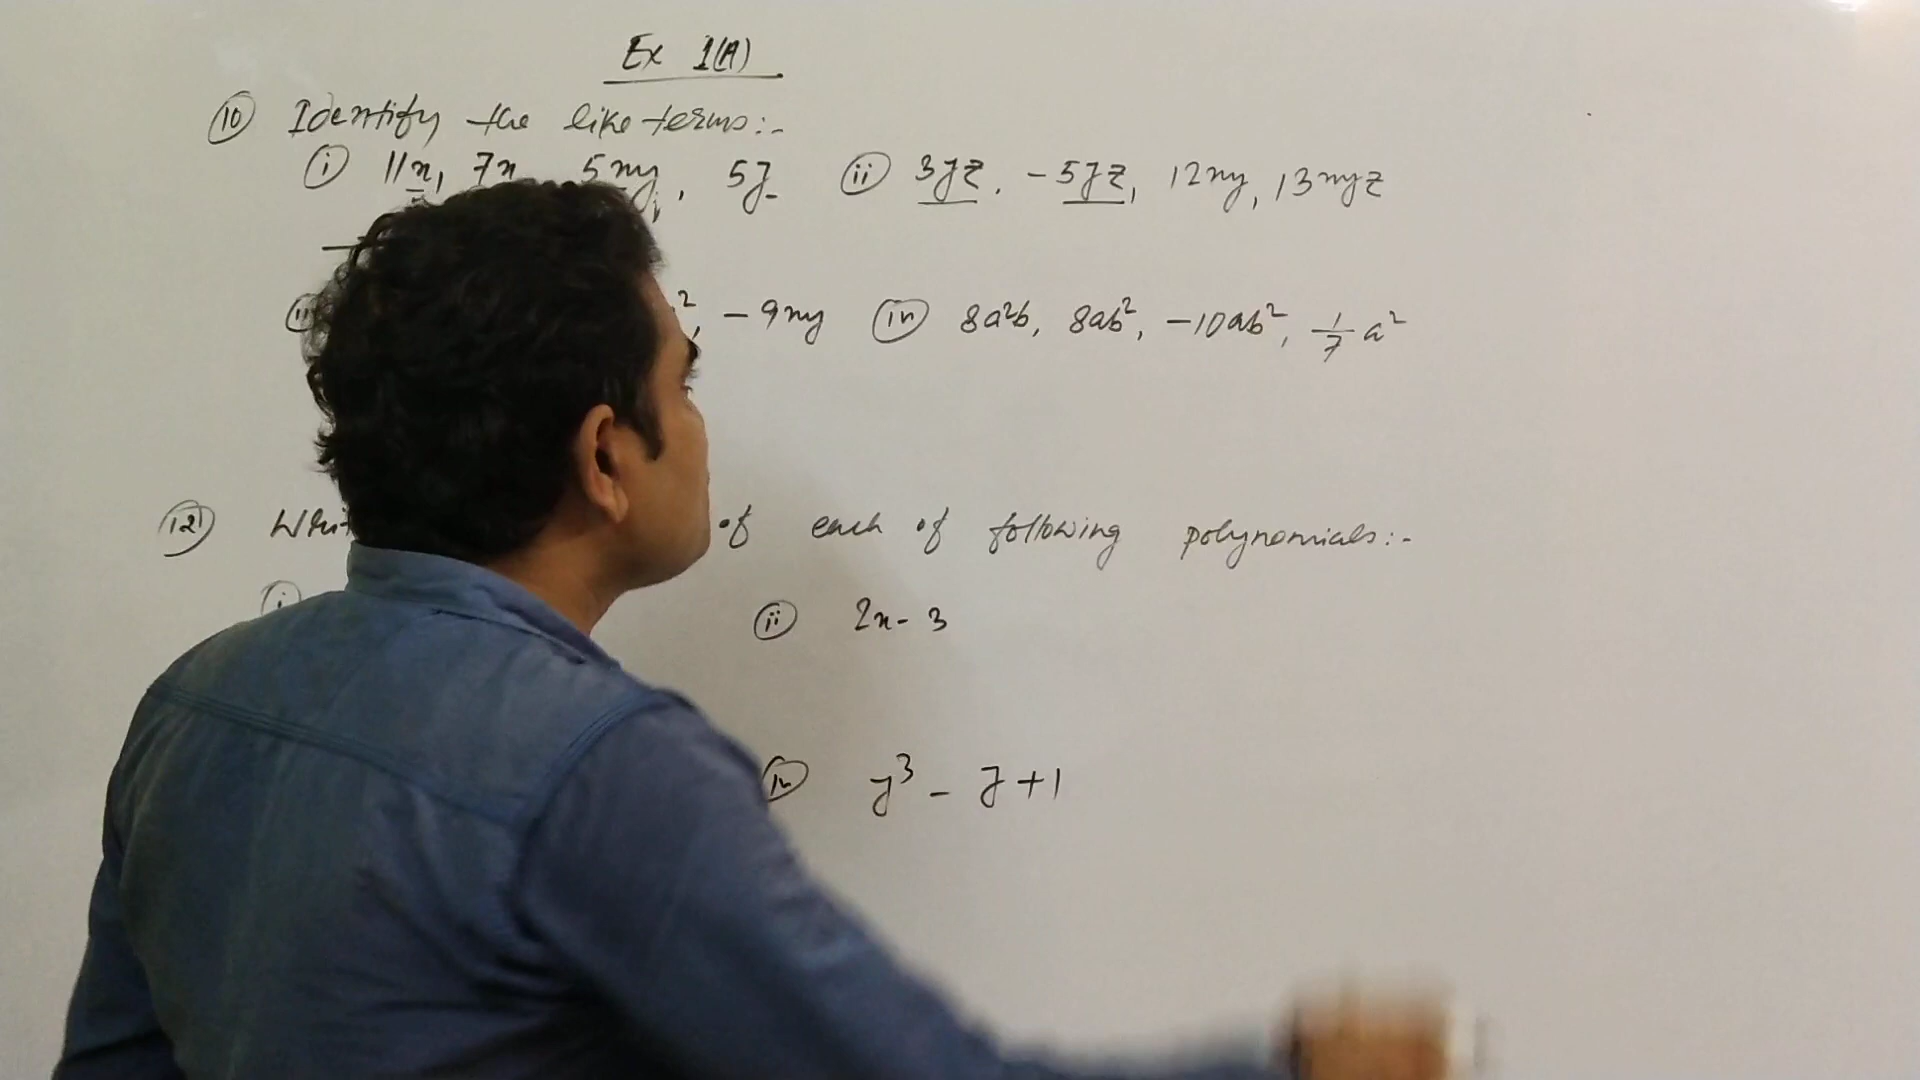 Ex 1(A)
(10) Identify the like terms:-
(i) 11x, 7x 5xy, 5y (ii) 3yz, -5yz, 12xy, 13xyz
² , -9xy (iv) 8a²b, 8ab², -10ab², 1/7 a²
(12) of each of following polynomials:-
(i) (ii) 2x - 3
(iv) y³ - y + 1